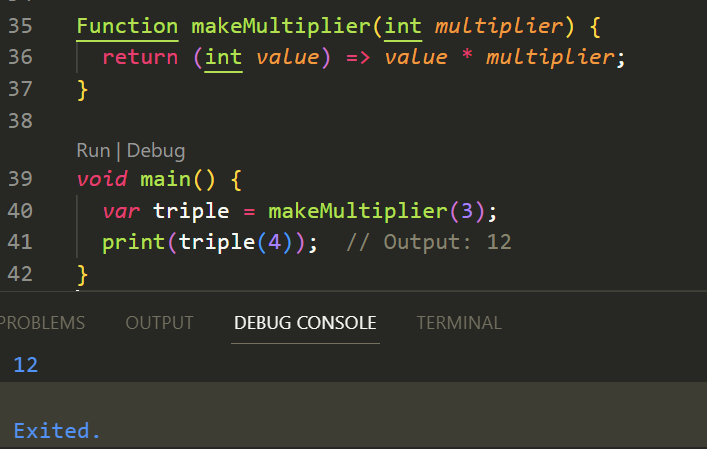 35 Function makeMultiplier(int multiplier) {
36 return (int value) => value * multiplier;
37 }
38
Run | Debug
39 void main() {
40 var triple = makeMultiplier(3);
41 print(triple(4)); // Output: 12
42 }
PROBLEMS OUTPUT DEBUG CONSOLE TERMINAL
12
Exited.